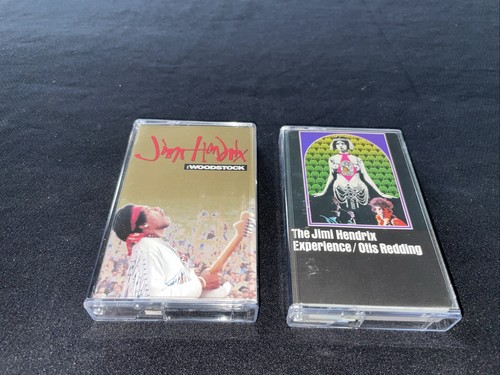 Jimi Hendrix
:WOODSTOCK
The Jimi Hendrix
Experience/Otis Redding